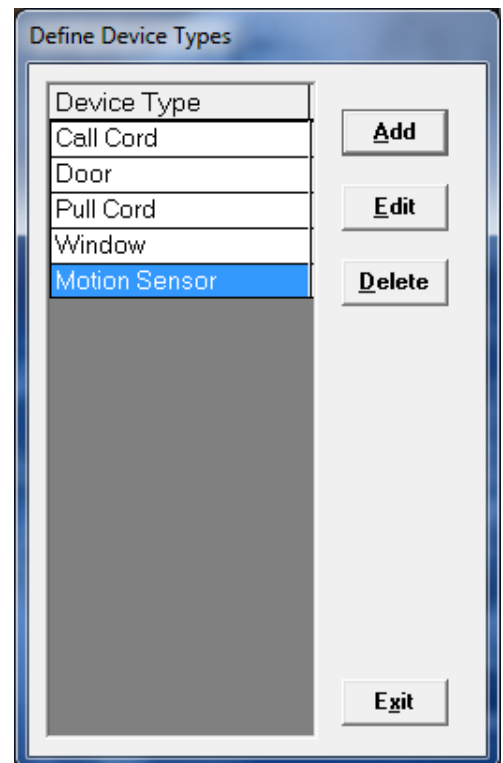 Define Device Types
Device Type
Call Cord
Door
Pull Cord
Window
Motion Sensor
Add
Edit
Delete
Exit